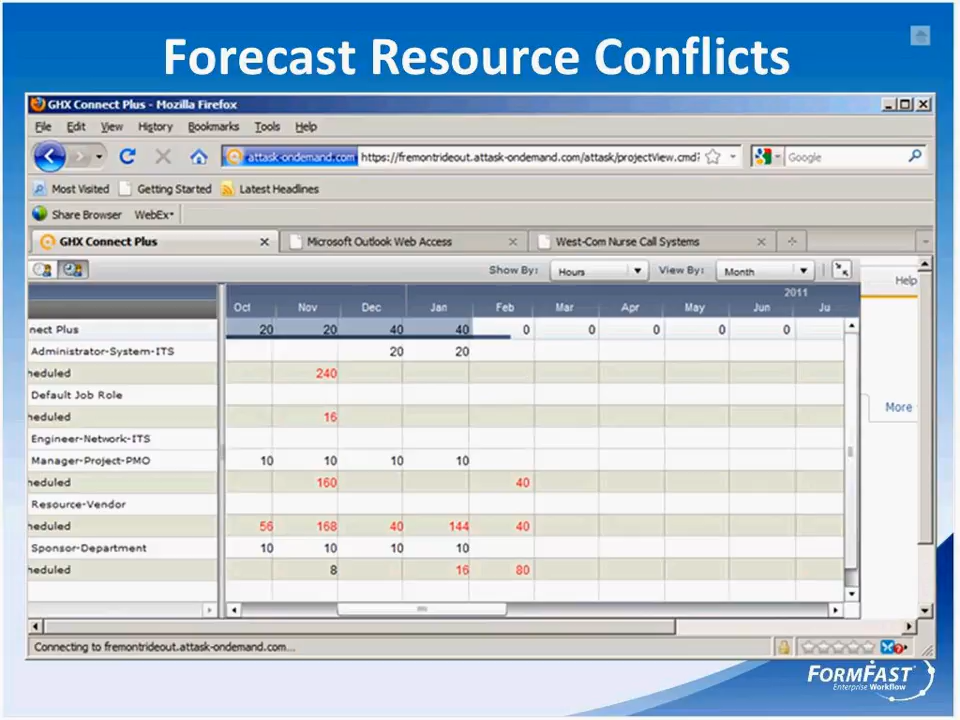 Forecast Resource Conflicts
GHX Connect Plus - Mozilla Firefox
File Edit View History Bookmarks Tools Help
attask-ondemand.com https://fremontrideout.attask-ondemand.com/attask/projectView.cmd? Google
Most Visited Getting Started Latest Headlines
Share Browser WebEx
GHX Connect Plus Microsoft Outlook Web Access West-Com Nurse Call Systems
Show By: Hours View By: Month
Help
2011
Oct Nov Dec Jan Feb Mar Apr May Jun Ju
nect Plus 20 20 40 40 0 0 0 0 0
Administrator-System-ITS 20 20
heduled 240
Default Job Role
heduled 16
More
Engineer-Network-ITS
Manager-Project-PMO 10 10 10 10
heduled 160 40
Resource-Vendor
heduled 56 168 40 144 40
Sponsor-Department 10 10 10 10
heduled 8 16 80
Connecting to fremontrideout.attask-ondemand.com...
FORMFAST
Enterprise Workflow